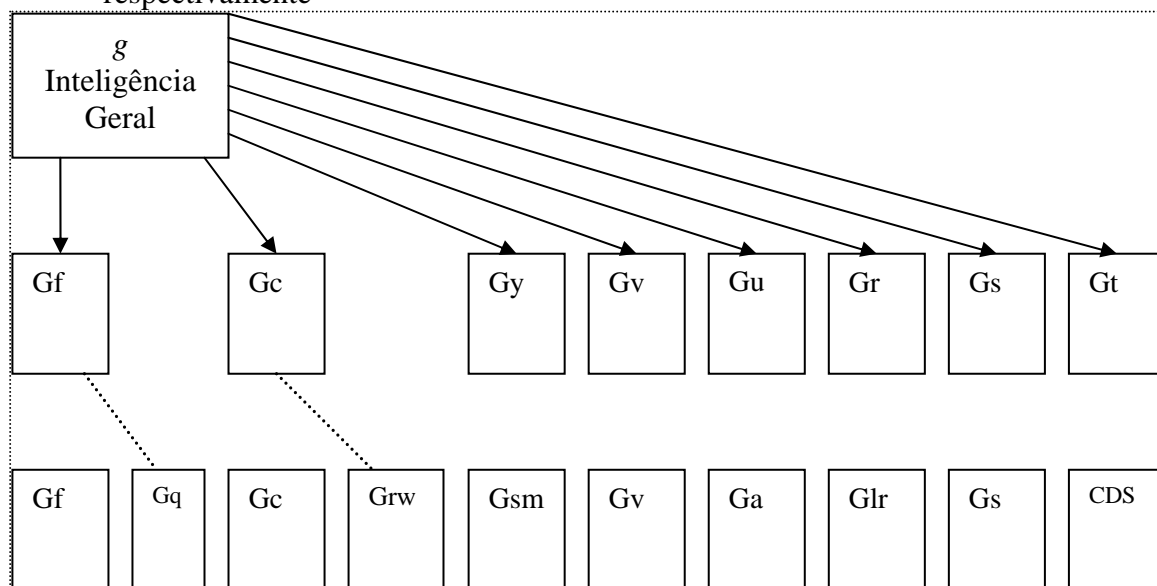 respectivamente
g
Inteligência
Geral
Gf Gc Gy Gv Gu Gr Gs Gt
Gf Gq Gc Grw Gsm Gv Ga Glr Gs CDS